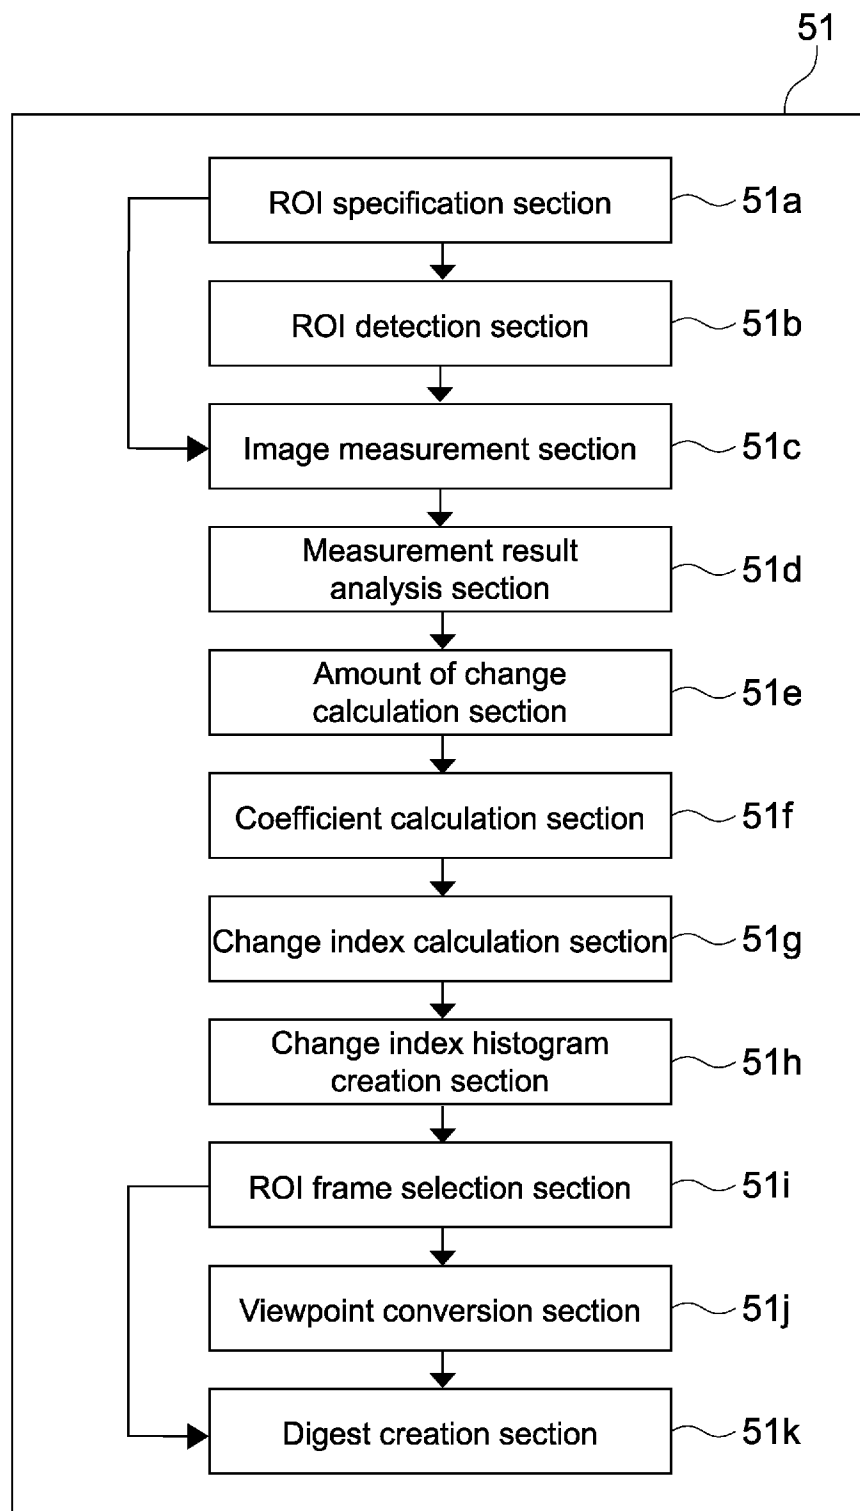 51
ROI specification section
51a
ROI detection section
51b
Image measurement section
51c
Measurement result
analysis section
51d
Amount of change
calculation section
51e
Coefficient calculation section
51f
Change index calculation section
51g
Change index histogram
creation section
51h
ROI frame selection section
51i
Viewpoint conversion section
51j
Digest creation section
51k